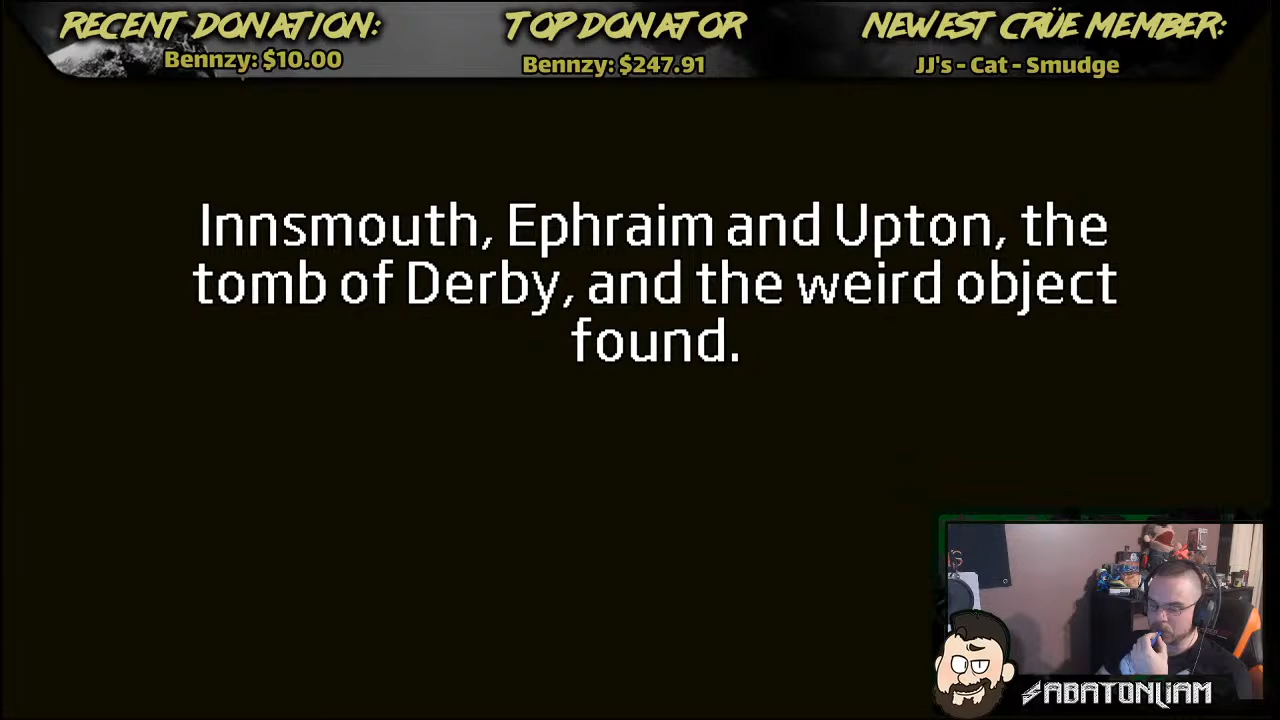 RECENT DONATION:
Bennzy: $10.00
TOP DONATOR
Bennzy: $247.91
NEWEST CRÜE MEMBER:
JJ's - Cat - Smudge
Innsmouth, Ephraim and Upton, the
tomb of Derby, and the weird object
found.
SABATONLIAM